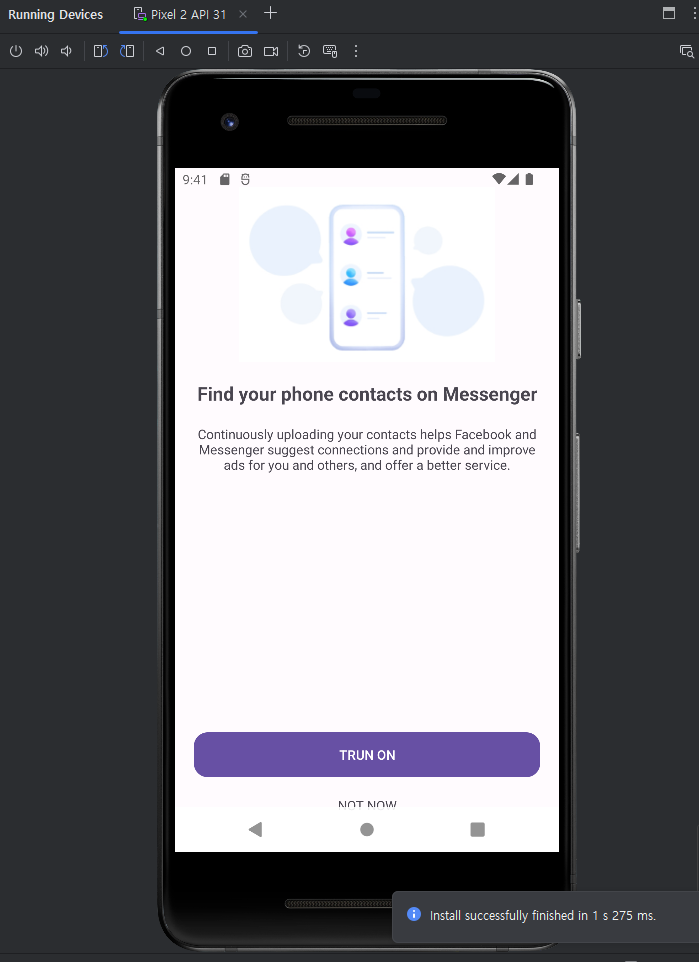 Running Devices
Pixel 2 API 31
9:41
Find your phone contacts on Messenger
Continuously uploading your contacts helps Facebook and
Messenger suggest connections and provide and improve
ads for you and others, and offer a better service.
TRUN ON
NOT NOW
Install successfully finished in 1 s 275 ms.